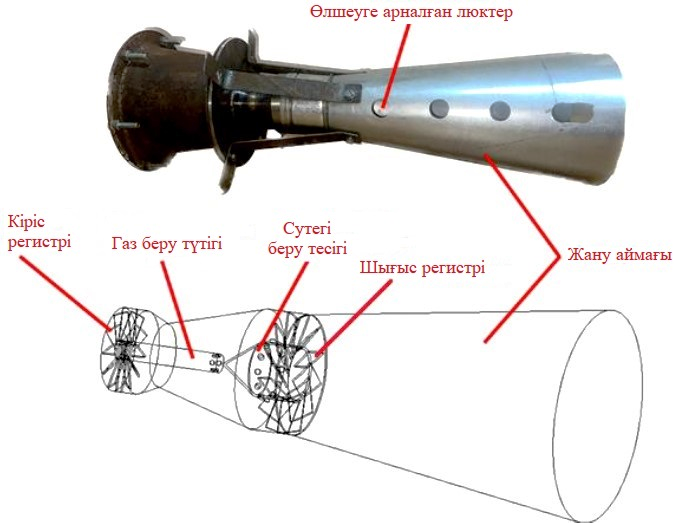 Өлшеуге арналған люктер
Кіріс
регистрі
Газ беру түтігі
Сутегі
беру тесігі
Шығыс регистрі
Жану аймағы